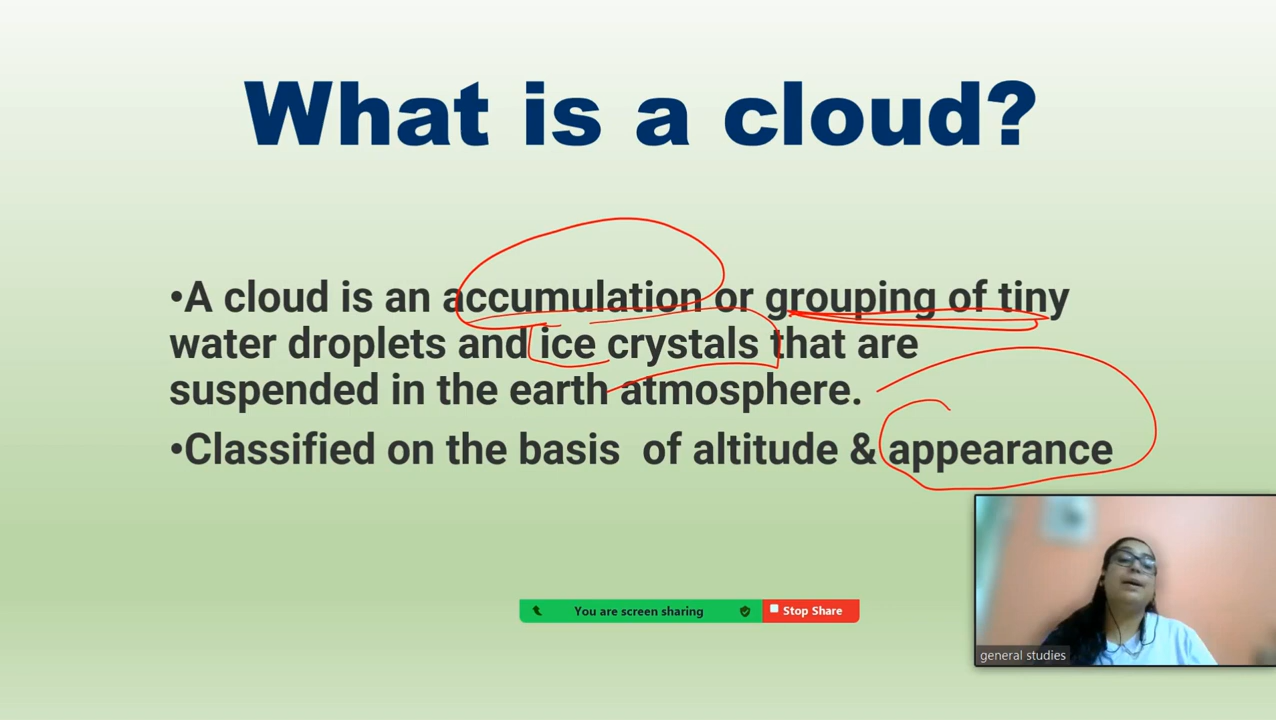 What is a cloud?
•A cloud is an accumulation or grouping of tiny
water droplets and ice crystals that are
suspended in the earth atmosphere.
•Classified on the basis of altitude & appearance
You are screen sharing
Stop Share
general studies